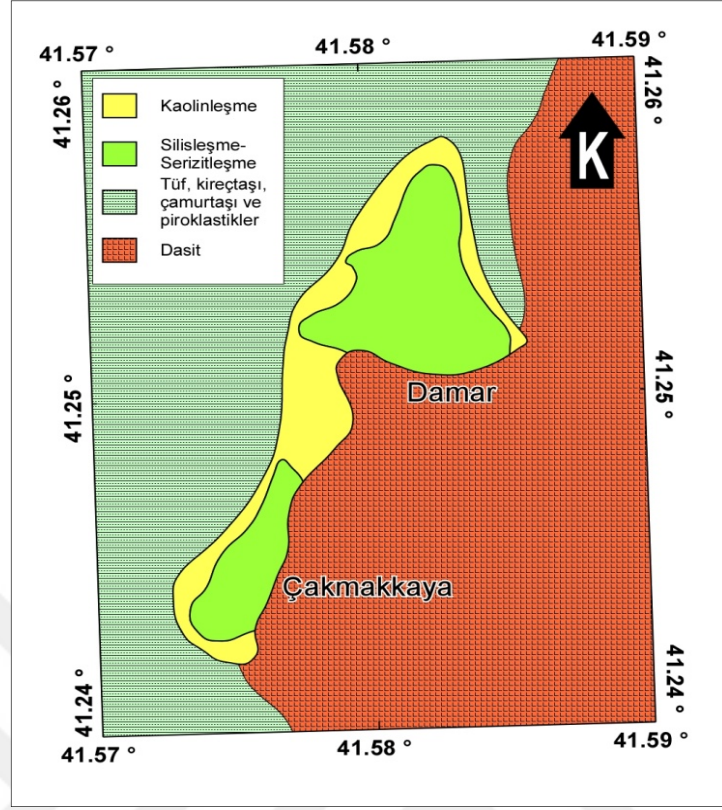 41.57 °
41.58 °
41.59 °
41.26 °
41.26 °
Kaolinleşme
Silisleşme-
Serizitleşme
Tüf, kireçtaşı,
çamurtaşı ve
piroklastikler
Dasit
K
41.25 °
41.25 °
Damar
Çakmakkaya
41.24 °
41.24 °
41.57 °
41.58 °
41.59 °